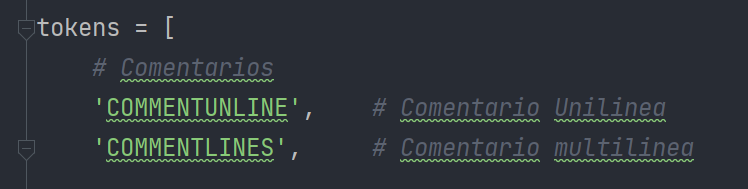 tokens = [
# Comentarios
'COMMENTUNLINE', # Comentario Unilinea
'COMMENTLINES', # Comentario multilinea